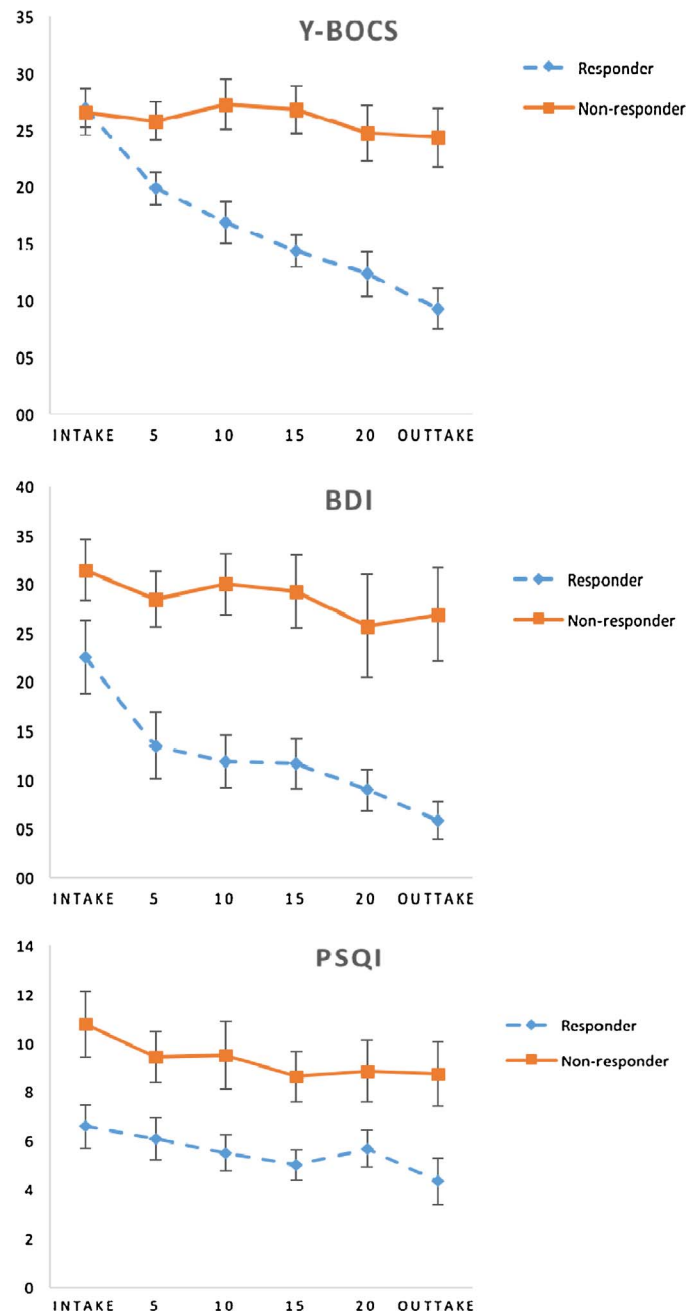 Y-BOCS
35
30
25
20
15
10
05
00
INTAKE 5 10 15 20 OUTTAKE
Responder
Non-responder
BDI
40
35
30
25
20
15
10
05
00
INTAKE 5 10 15 20 OUTTAKE
Responder
Non-responder
PSQI
14
12
10
8
6
4
2
0
INTAKE 5 10 15 20 OUTTAKE
Responder
Non-responder